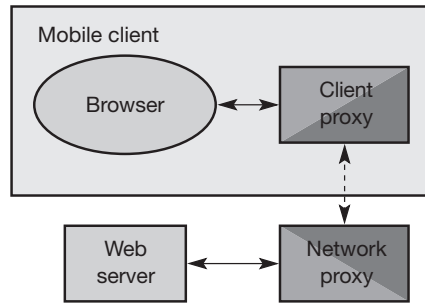 Mobile client
Browser
Client
proxy
Web
server
Network
proxy